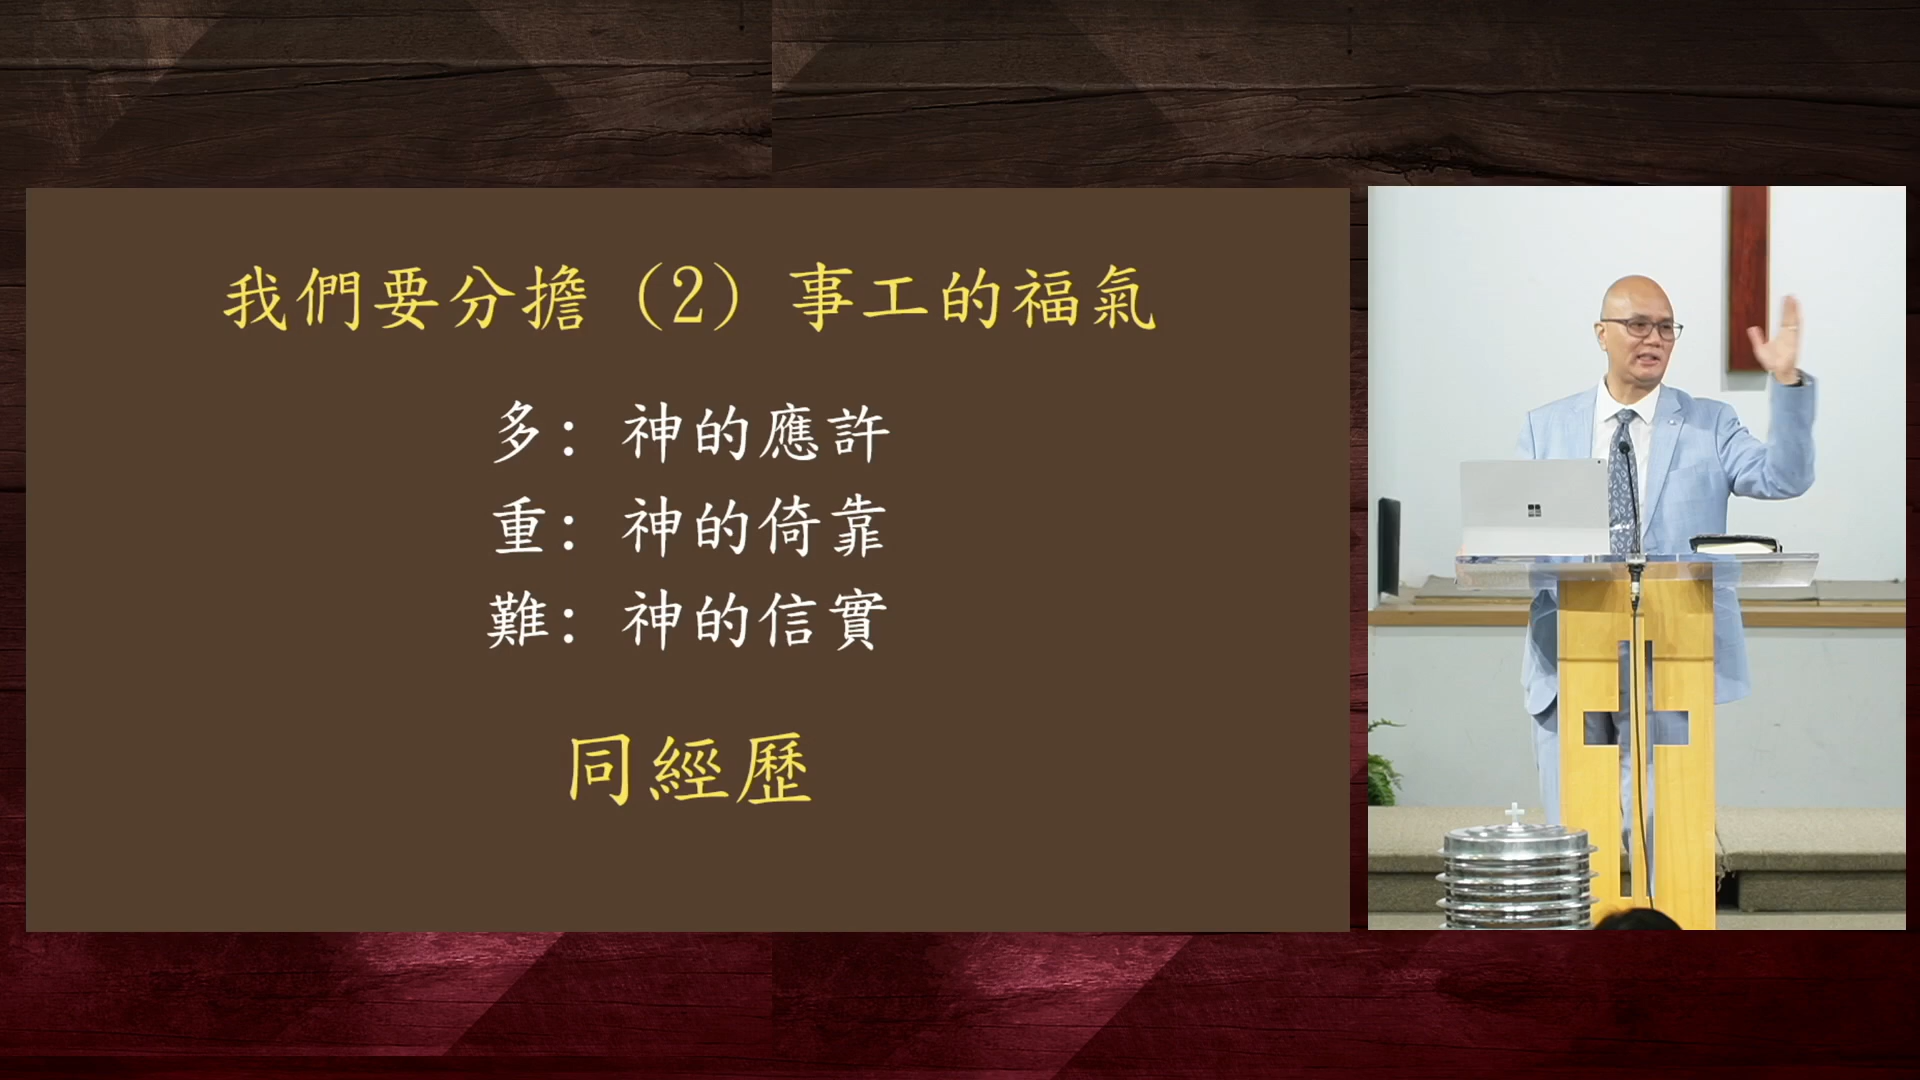 我們要分擔（2）事工的福氣
多：神的應許
重：神的倚靠
難：神的信實
同經歷